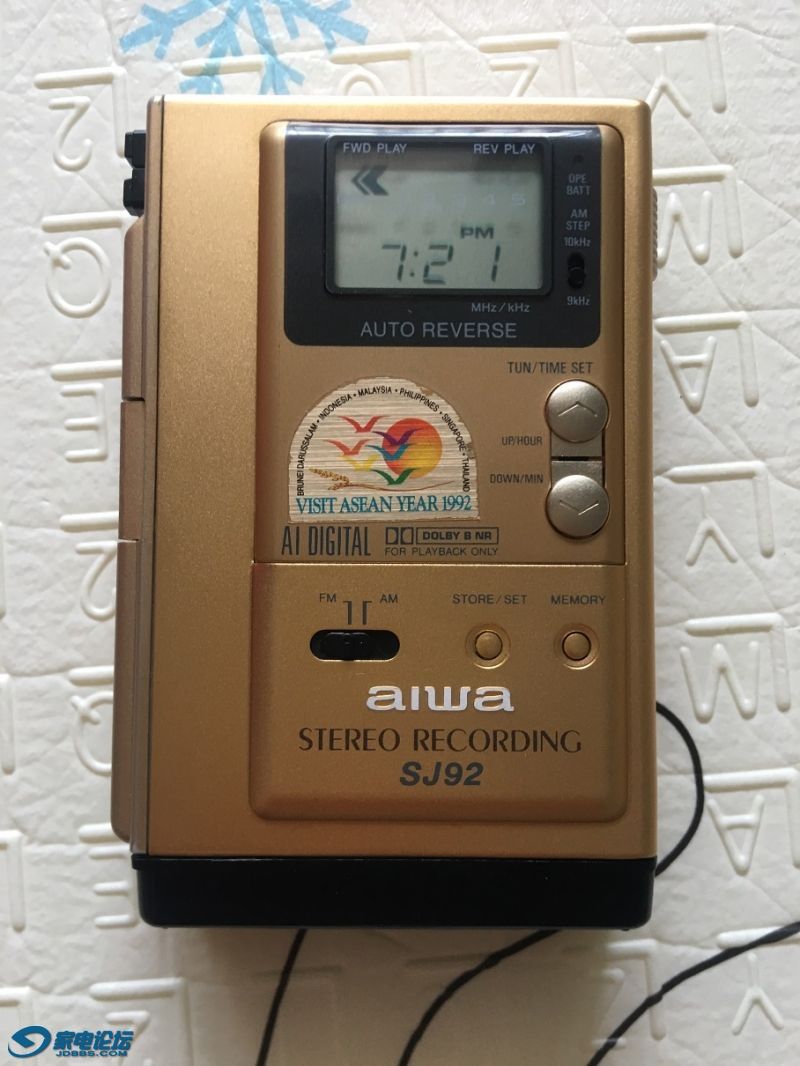 FWD PLAY REV PLAY
OPE
BATT
AM
STEP
10kHz
9kHz
PM
7:27
MHz/kHz
AUTO REVERSE
TUN/TIME SET
UP/HOUR
DOWN/MIN
BRUNEI DARUSSALAM • INDONESIA • MALAYSIA • PHILIPPINES • SINGAPORE • THAILAND
VISIT ASEAN YEAR 1992
AI DIGITAL
DOLBY B NR
FOR PLAYBACK ONLY
FM AM
STORE/SET MEMORY
aiwa
STEREO RECORDING
SJ92
家电论坛
JDBBS.COM